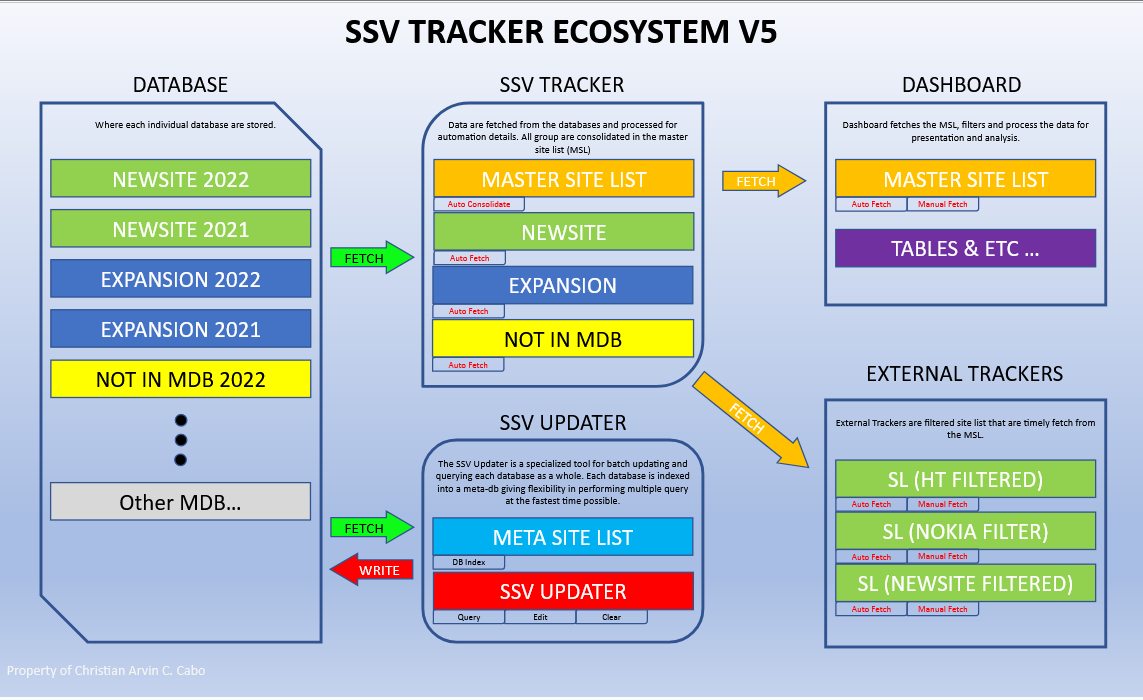 SSV TRACKER ECOSYSTEM V5
DATABASE
Where each individual database are stored.
NEWSITE 2022
NEWSITE 2021
EXPANSION 2022
EXPANSION 2021
NOT IN MDB 2022
Other MDB...
FETCH
FETCH
WRITE
SSV TRACKER
Data are fetched from the databases and processed for
automation details. All group are consolidated in the master
site list (MSL)
MASTER SITE LIST
Auto Consolidate
NEWSITE
Auto Fetch
EXPANSION
Auto Fetch
NOT IN MDB
Auto Fetch
SSV UPDATER
The SSV Updater is a specialized tool for batch updating and
querying each database as a whole. Each database is indexed
into a meta-db giving flexibility in performing multiple query
at the fastest time possible.
META SITE LIST
DB Index
SSV UPDATER
Query Edit Clear
FETCH
FETCH
DASHBOARD
Dashboard fetches the MSL, filters and process the data for
presentation and analysis.
MASTER SITE LIST
Auto Fetch Manual Fetch
TABLES & ETC ...
EXTERNAL TRACKERS
External Trackers are filtered site list that are timely fetch from
the MSL.
SL (HT FILTERED)
Auto Fetch Manual Fetch
SL (NOKIA FILTER)
Auto Fetch Manual Fetch
SL (NEWSITE FILTERED)
Auto Fetch Manual Fetch
Property of Christian Arvin C. Cabo